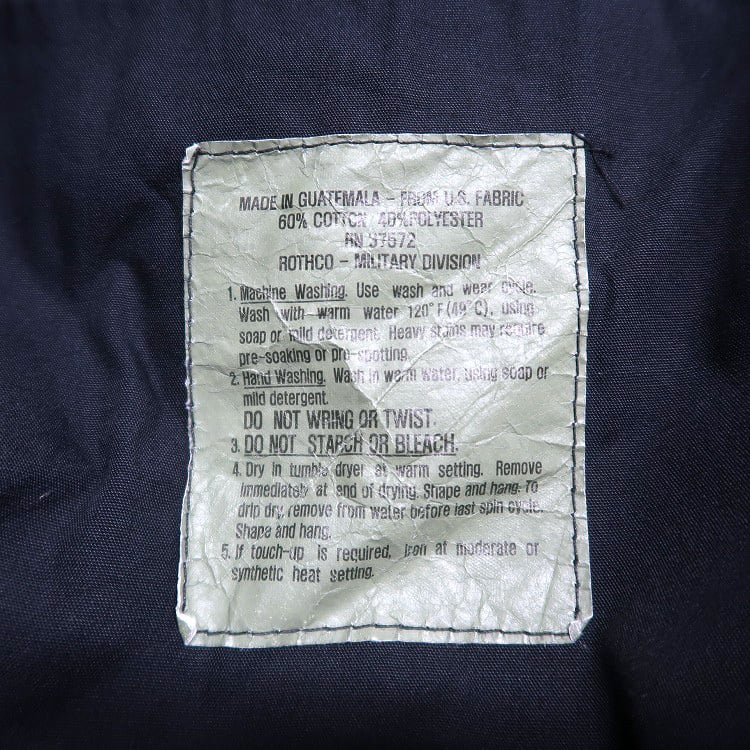 MADE IN GUATEMALA - FROM U.S. FABRIC
60% COTTON 40% POLYESTER
RN 37572
ROTHCO - MILITARY DIVISION
1. Machine Washing. Use wash and wear cycle.
Wash with warm water 120°F (49°C), using
soap or mild detergent. Heavy stains may require
pre-soaking or pre-spotting.
2. Hand Washing. Wash in warm water, using soap or
mild detergent.
DO NOT WRING OR TWIST.
3. DO NOT STARCH OR BLEACH.
4. Dry in tumble dryer at warm setting. Remove
immediately at end of drying. Shape and hang. To
drip dry, remove from water before last spin cycle.
Shape and hang.
5. If touch-up is required, iron at moderate or
synthetic heat setting.